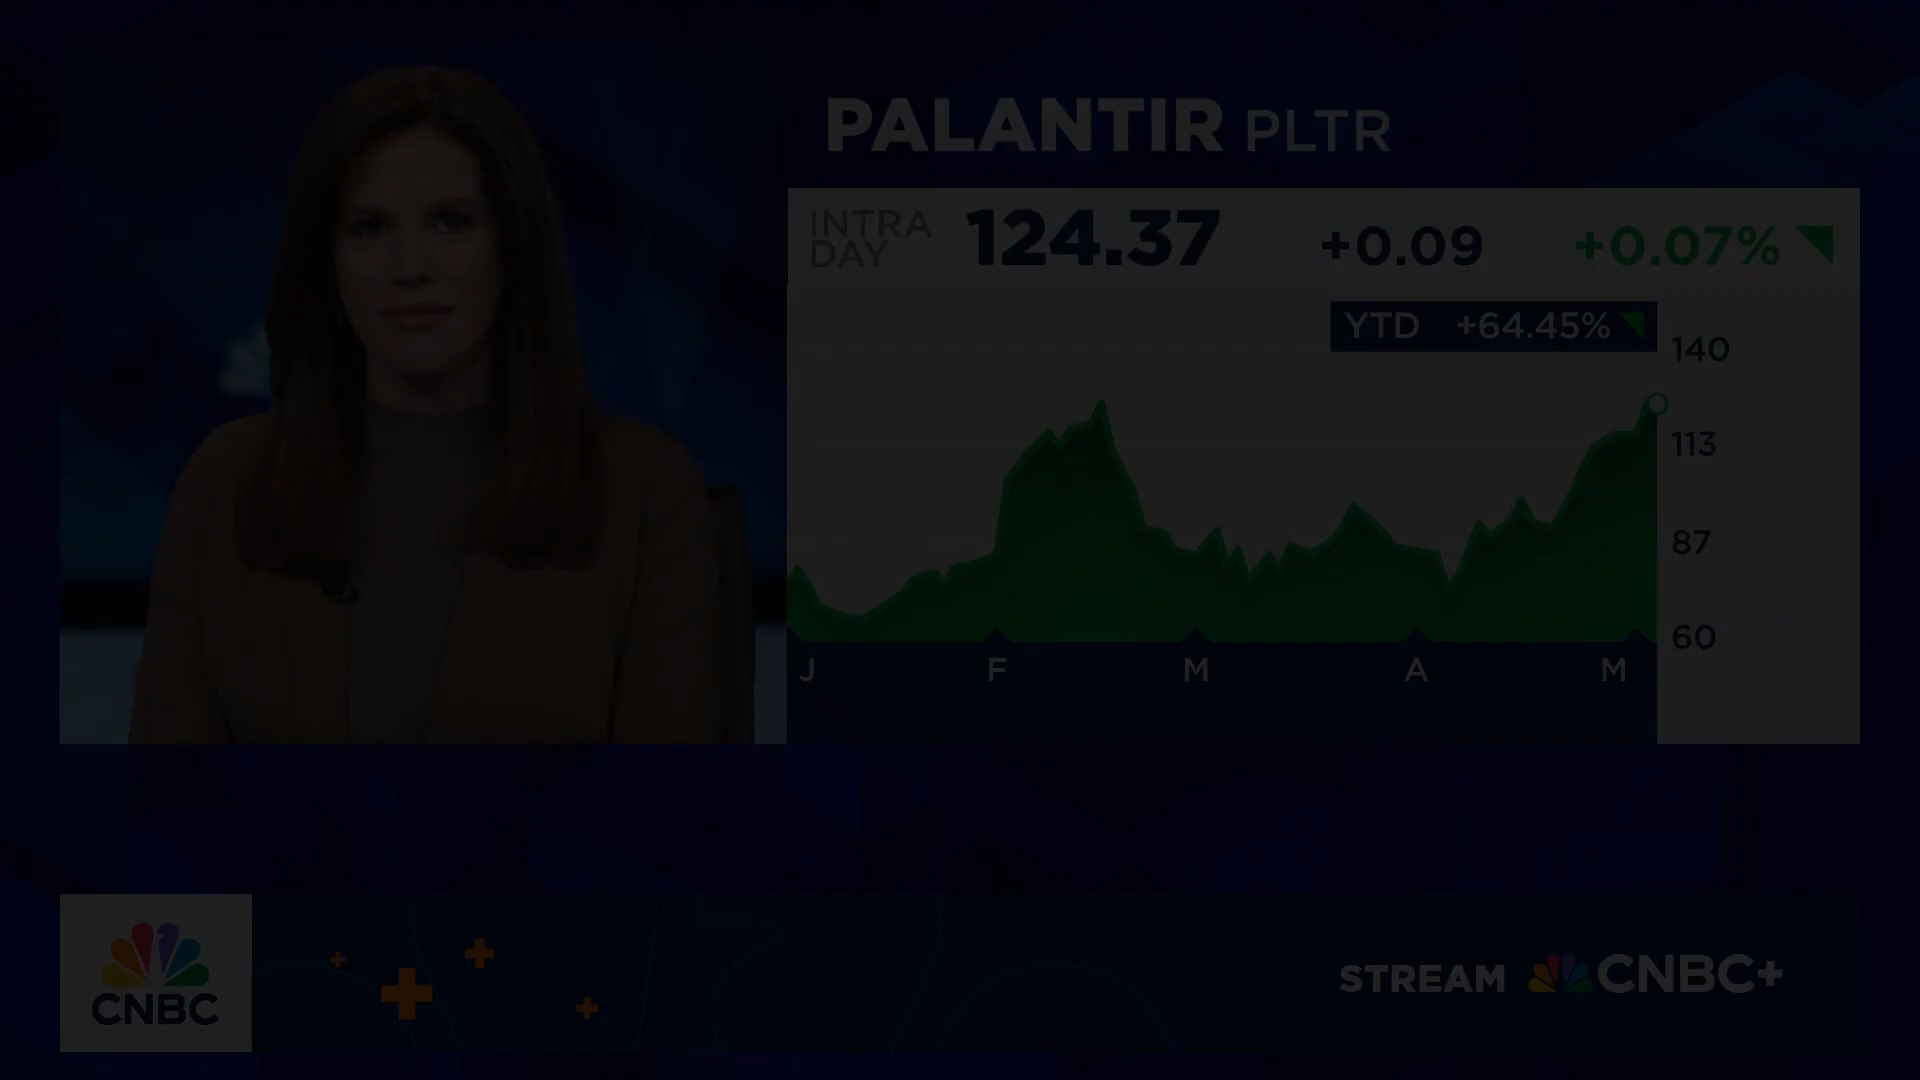 PALANTIR PLTR
INTRA DAY 124.37 +0.09 +0.07%
YTD +64.45%
140
113
87
60
J F M A M
CNBC
STREAM CNBC+